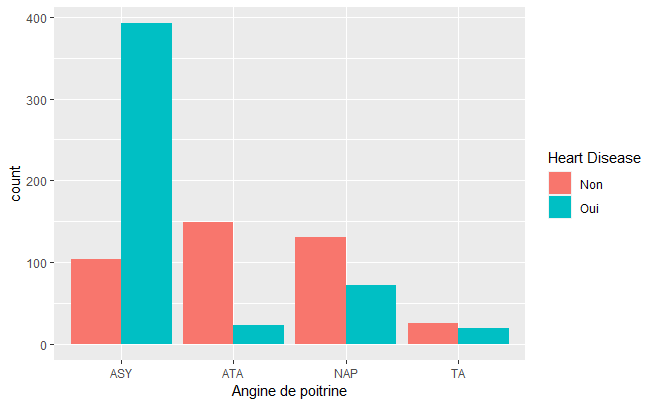 400
300
200
100
0
count
ASY ATA NAP TA
Angine de poitrine
Heart Disease
Non
Oui